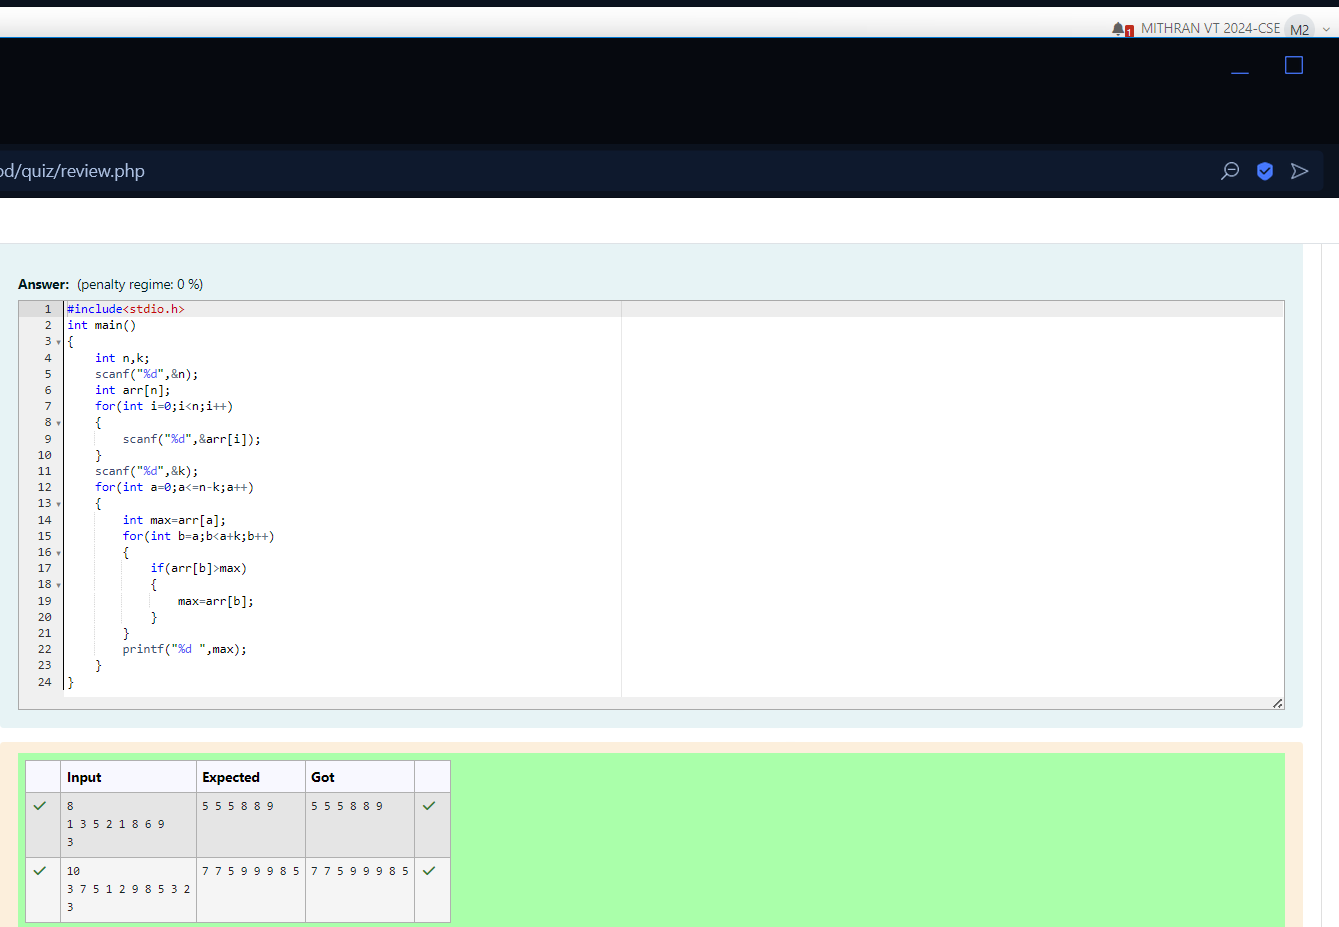 1 MITHRAN VT 2024-CSE M2
od/quiz/review.php
Answer: (penalty regime: 0 %)
1 #include<stdio.h>
2 int main()
3 {
4     int n,k;
5     scanf("%d",&n);
6     int arr[n];
7     for(int i=0;i<n;i++)
8     {
9         scanf("%d",&arr[i]);
10     }
11     scanf("%d",&k);
12     for(int a=0;a<=n-k;a++)
13     {
14         int max=arr[a];
15         for(int b=a;b<a+k;b++)
16         {
17             if(arr[b]>max)
18             {
19                 max=arr[b];
20             }
21         }
22         printf("%d ",max);
23     }
24 }
Input Expected Got
8 5 5 5 8 8 9 5 5 5 8 8 9
1 3 5 2 1 8 6 9
3
10 7 7 5 9 9 9 8 5 7 7 5 9 9 9 8 5
3 7 5 1 2 9 8 5 3 2
3